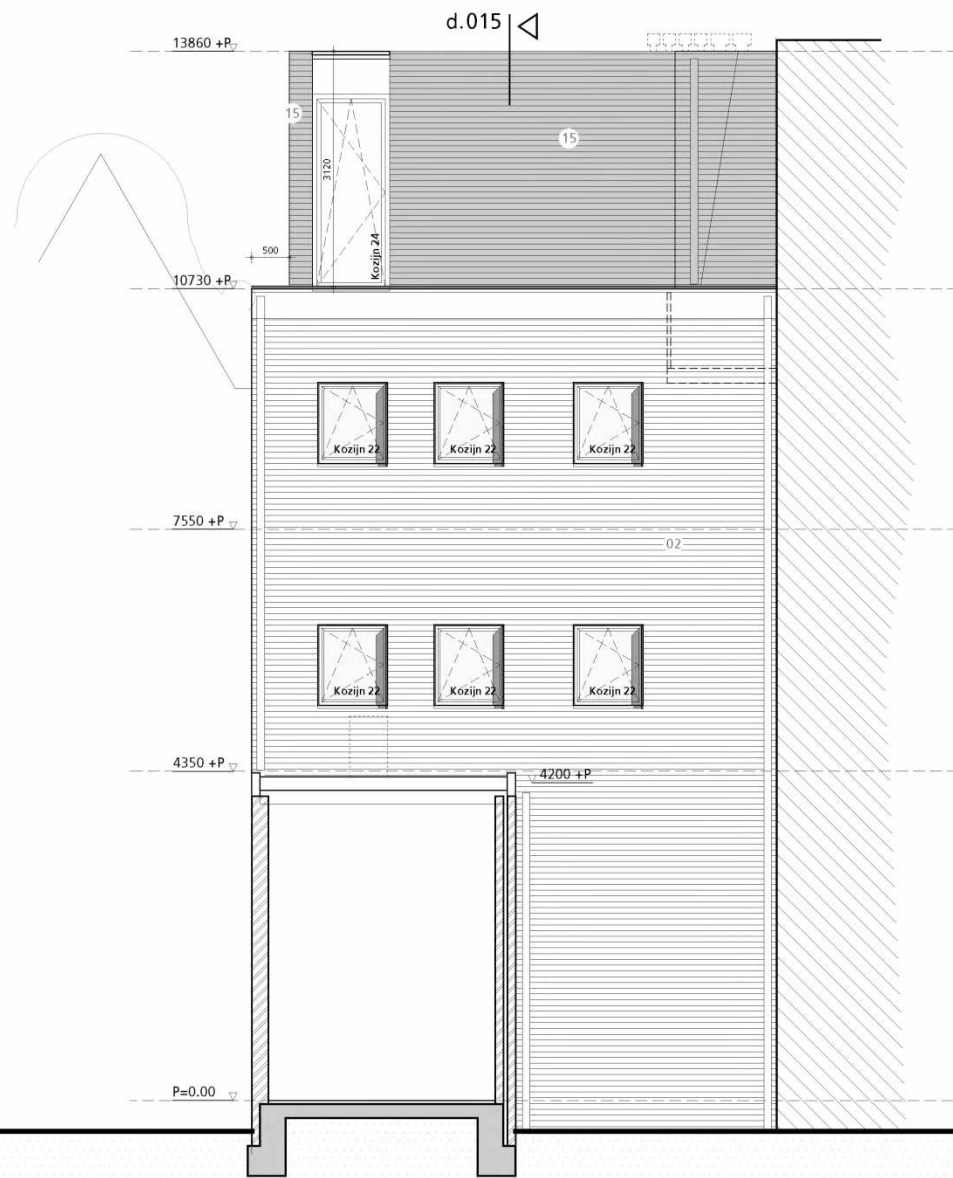 d.015
13860 +P
15
15
3120
Kozijn 24
500
10730 +P
Kozijn 22
Kozijn 22
Kozijn 22
7550 +P
02
Kozijn 22
Kozijn 22
Kozijn 22
4350 +P
4200 +P
P=0.00